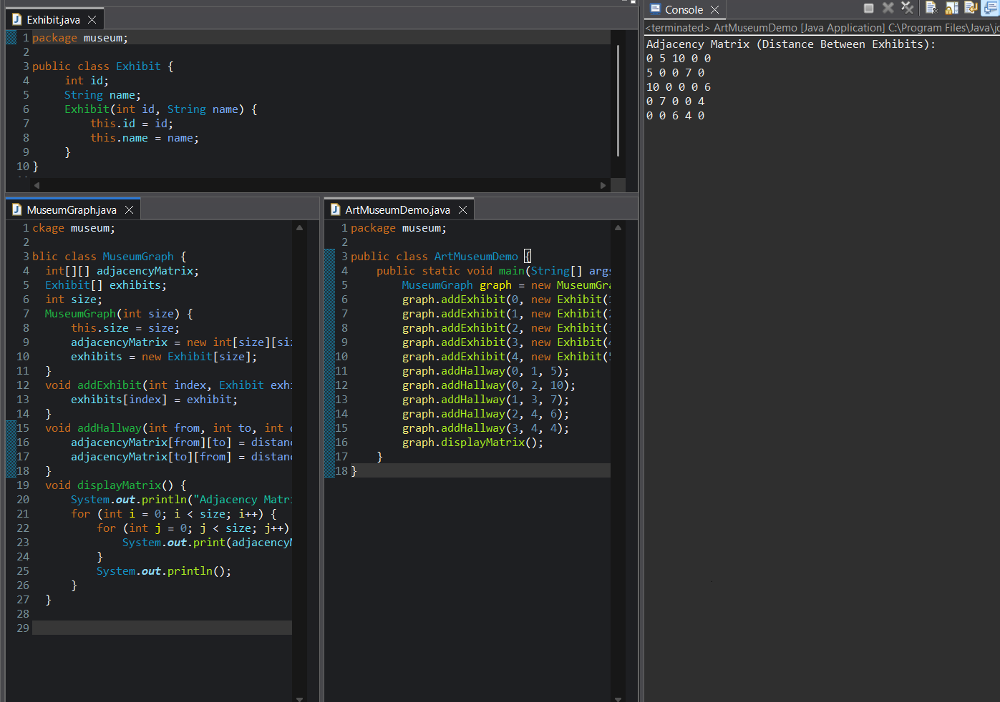 Exhibit.java
1 package museum;
2
3 public class Exhibit {
4 int id;
5 String name;
6 Exhibit(int id, String name) {
7 this.id = id;
8 this.name = name;
9 }
10 }
MuseumGraph.java
1 ckage museum;
2
3 blic class MuseumGraph {
4 int[][] adjacencyMatrix;
5 Exhibit[] exhibits;
6 int size;
7 MuseumGraph(int size) {
8 this.size = size;
9 adjacencyMatrix = new int[size][si
10 exhibits = new Exhibit[size];
11 }
12 void addExhibit(int index, Exhibit exhi
13 exhibits[index] = exhibit;
14 }
15 void addHallway(int from, int to, int d
16 adjacencyMatrix[from][to] = distanc
17 adjacencyMatrix[to][from] = distanc
18 }
19 void displayMatrix() {
20 System.out.println("Adjacency Matri
21 for (int i = 0; i < size; i++) {
22 for (int j = 0; j < size; j++)
23 System.out.print(adjacencyM
24 }
25 System.out.println();
26 }
27 }
28
29
ArtMuseumDemo.java
1 package museum;
2
3 public class ArtMuseumDemo {
4 public static void main(String[] args
5 MuseumGraph graph = new MuseumGra
6 graph.addExhibit(0, new Exhibit(1
7 graph.addExhibit(1, new Exhibit(2
8 graph.addExhibit(2, new Exhibit(3
9 graph.addExhibit(3, new Exhibit(4
10 graph.addExhibit(4, new Exhibit(5
11 graph.addHallway(0, 1, 5);
12 graph.addHallway(0, 2, 10);
13 graph.addHallway(1, 3, 7);
14 graph.addHallway(2, 4, 6);
15 graph.addHallway(3, 4, 4);
16 graph.displayMatrix();
17 }
18 }
Console
<terminated> ArtMuseumDemo [Java Application] C:\Program Files\Java\jd
Adjacency Matrix (Distance Between Exhibits):
0 5 10 0 0
5 0 0 7 0
10 0 0 0 6
0 7 0 0 4
0 0 6 4 0